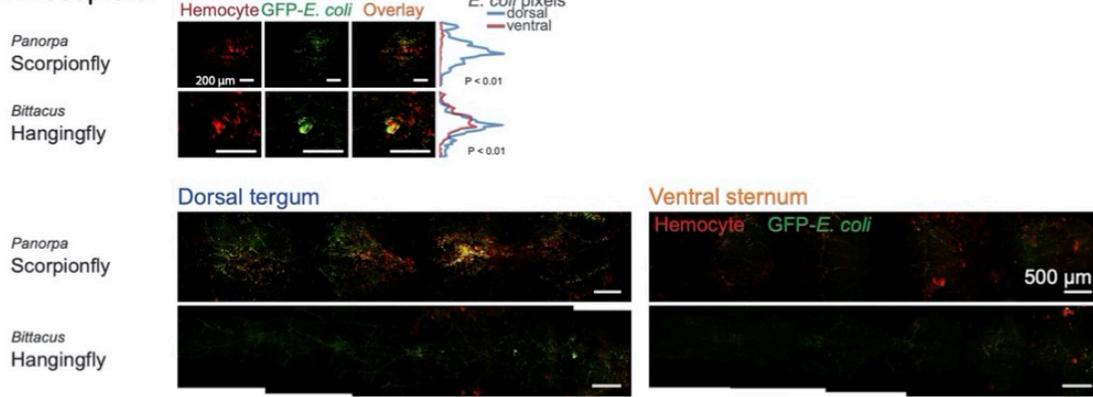 Hemocyte GFP-E. coli Overlay
E. coli pixels
dorsal
ventral
Panorpa
Scorpionfly
200 µm
P < 0.01
Bittacus
Hangingfly
P < 0.01
Dorsal tergum
Ventral sternum
Panorpa
Scorpionfly
Hemocyte GFP-E. coli
500 µm
Bittacus
Hangingfly